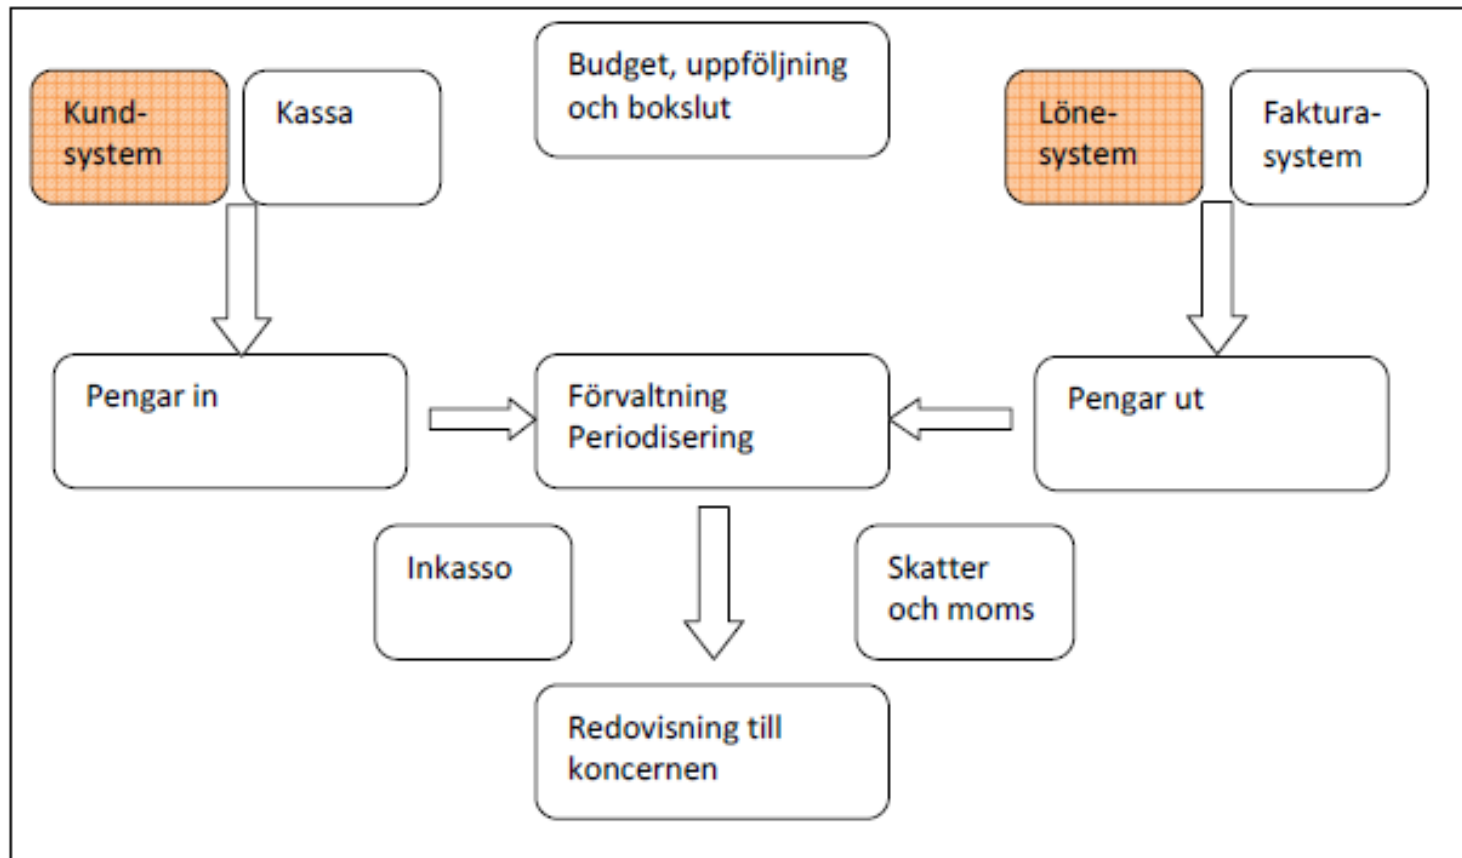 Budget, uppföljning
och bokslut
Kund-
system
Kassa
Löne-
system
Faktura-
system
Pengar in
Förvaltning
Periodisering
Pengar ut
Inkasso
Skatter
och moms
Redovisning till
koncernen